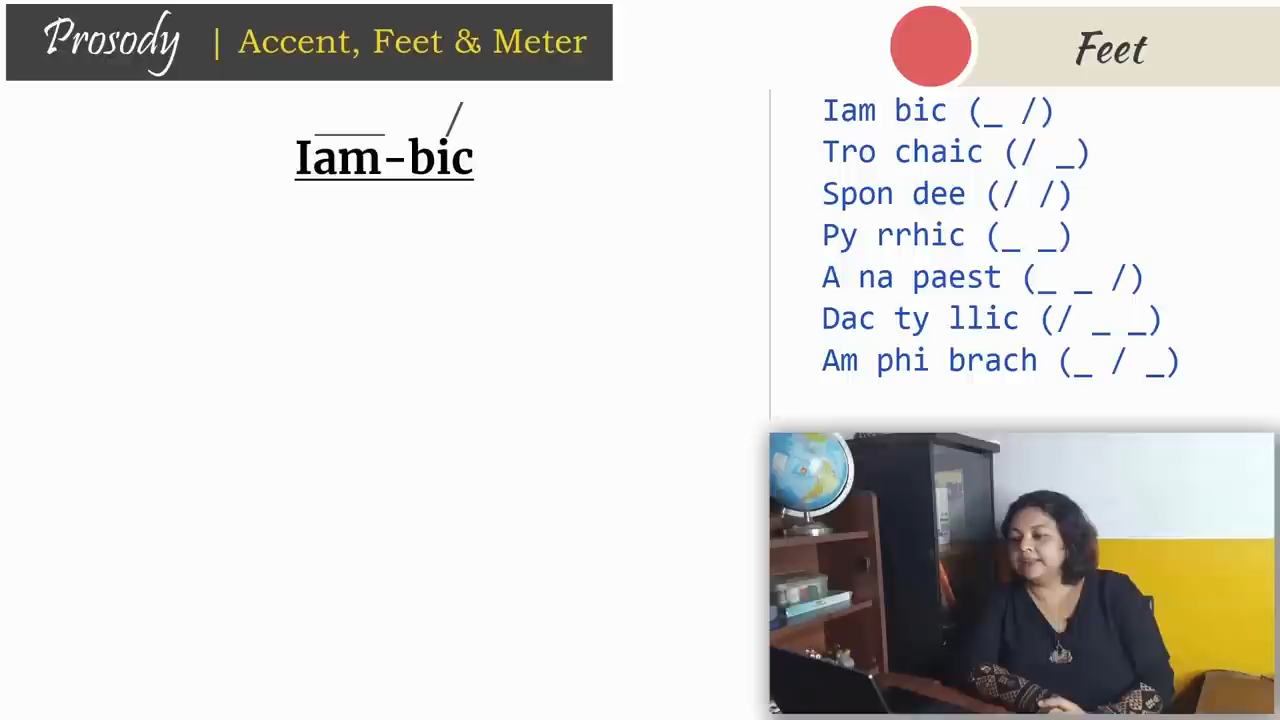 Prosody | Accent, Feet & Meter
Feet
Iam-bic
Iam bic (_ /)
Tro chaic (/ _)
Spon dee (/ /)
Py rrhic (_ _)
A na paest (_ _ /)
Dac ty llic (/ _ _)
Am phi brach (_ / _)